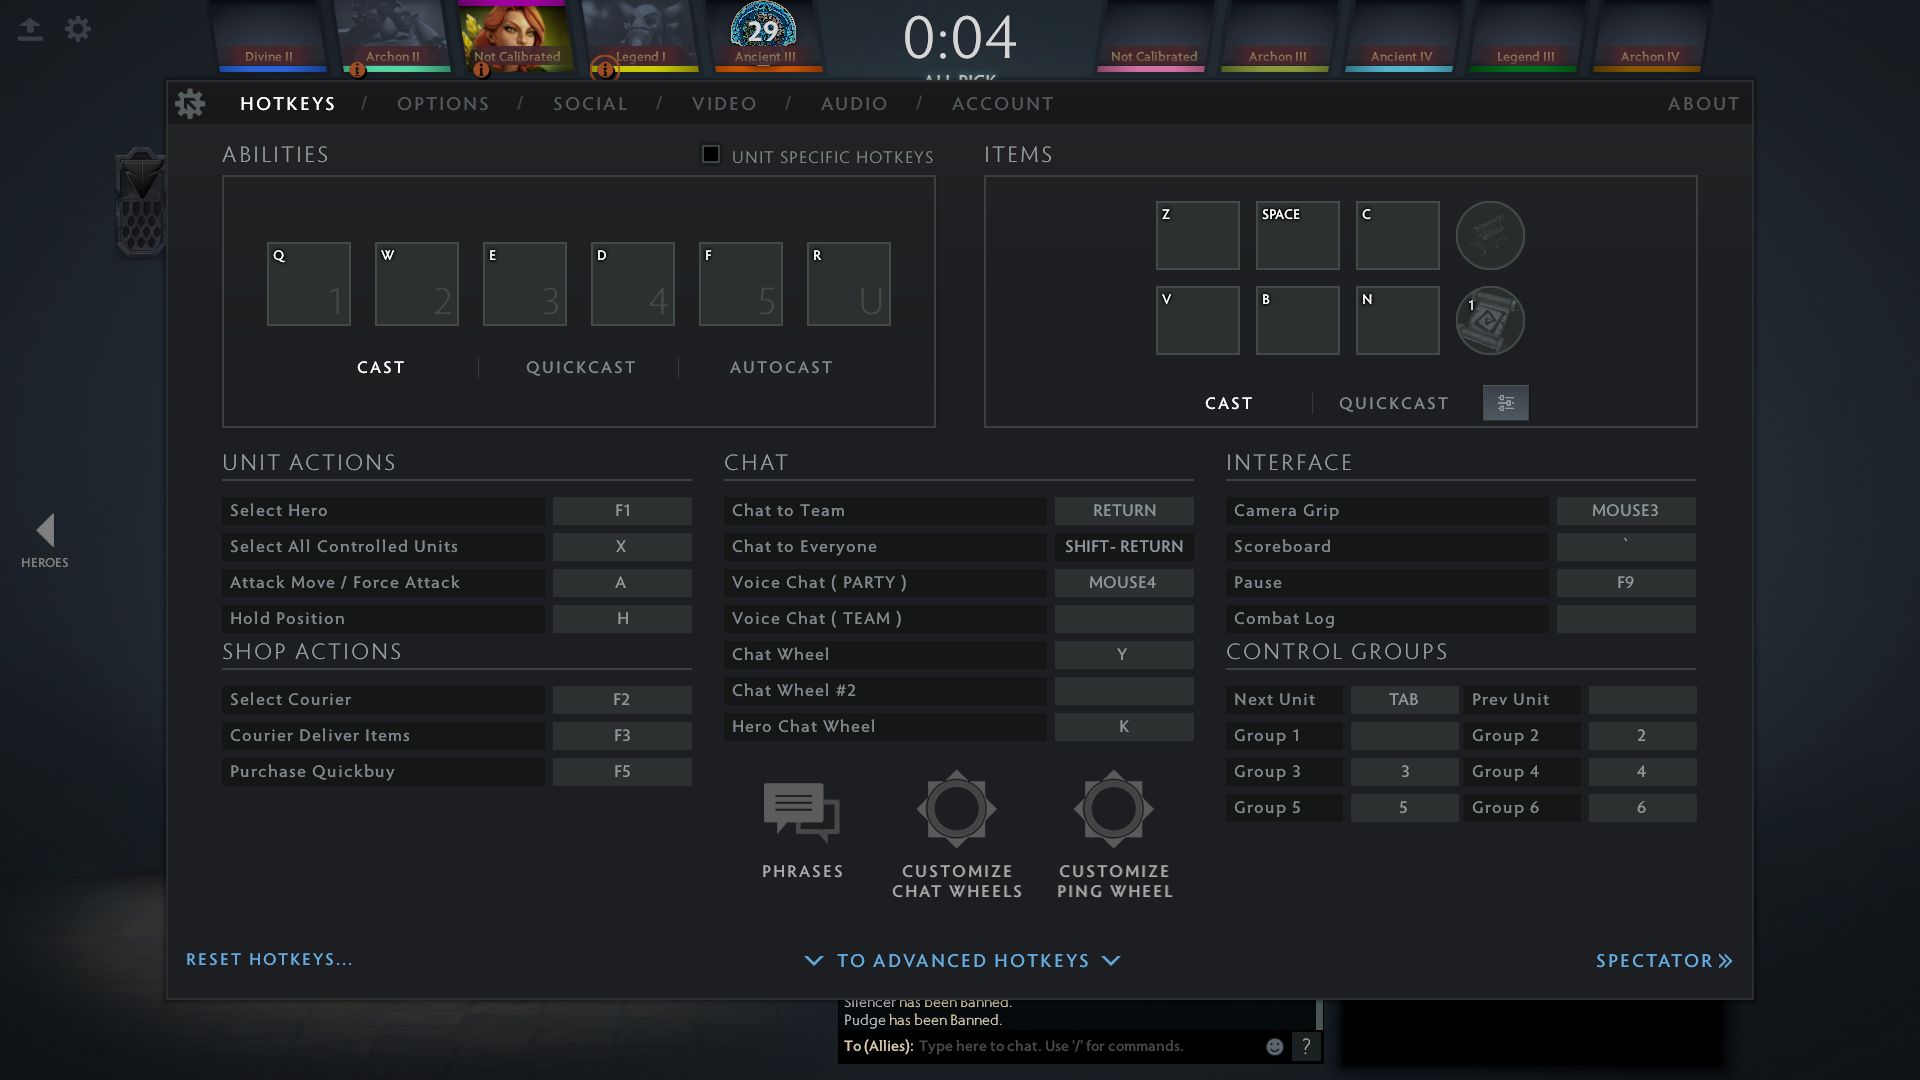 Divine II
Archon II
Not Calibrated
Legend I
29
Ancient III
0:04
ALL PICK
Not Calibrated
Archon III
Ancient IV
Legend III
Archon IV
HOTKEYS / OPTIONS / SOCIAL / VIDEO / AUDIO / ACCOUNT
ABOUT
ABILITIES
UNIT SPECIFIC HOTKEYS
Q 1
W 2
E 3
D 4
F 5
R U
CAST
QUICKCAST
AUTOCAST
ITEMS
Z
SPACE
C
V
B
N
1
CAST
QUICKCAST
HEROES
UNIT ACTIONS
Select Hero F1
Select All Controlled Units X
Attack Move / Force Attack A
Hold Position H
SHOP ACTIONS
Select Courier F2
Courier Deliver Items F3
Purchase Quickbuy F5
CHAT
Chat to Team RETURN
Chat to Everyone SHIFT- RETURN
Voice Chat ( PARTY ) MOUSE4
Voice Chat ( TEAM )
Chat Wheel Y
Chat Wheel #2
Hero Chat Wheel K
PHRASES
CUSTOMIZE
CHAT WHEELS
CUSTOMIZE
PING WHEEL
INTERFACE
Camera Grip MOUSE3
Scoreboard `
Pause F9
Combat Log
CONTROL GROUPS
Next Unit TAB Prev Unit
Group 1 Group 2 2
Group 3 3 Group 4 4
Group 5 5 Group 6 6
RESET HOTKEYS...
TO ADVANCED HOTKEYS
SPECTATOR
Silencer has been Banned.
Pudge has been Banned.
To (Allies): Type here to chat. Use '/' for commands.
?